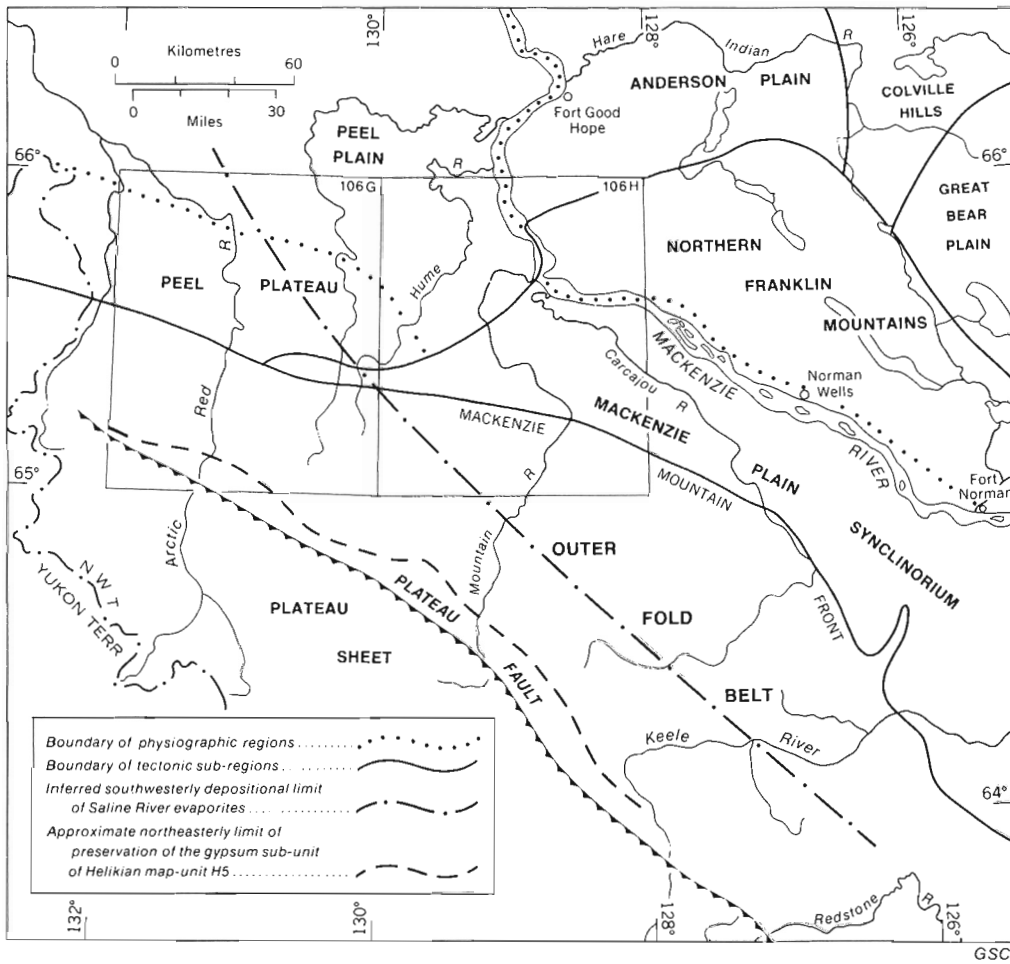 130°
128°
126°
Kilometres
0 60
0 30
Miles
Hare
Indian
R
ANDERSON PLAIN
COLVILLE
HILLS
Fort Good
Hope
PEEL
PLAIN
R
66°
66°
106G
106H
GREAT
BEAR
PLAIN
NORTHERN
FRANKLIN
MOUNTAINS
PEEL
R
PLATEAU
Hume
MACKENZIE
RIVER
Norman
Wells
Carcajou
R
Red
MACKENZIE
MACKENZIE
PLAIN
65°
MOUNTAIN
R
Fort
Norman
OUTER
SYNCLINORIUM
Arctic
Mountain
N W T
YUKON TERR
PLATEAU
SHEET
PLATEAU
FAULT
FOLD
FRONT
BELT
Keele
River
64°
Boundary of physiographic regions
Boundary of tectonic sub-regions
Inferred southwesterly depositional limit
of Saline River evaporites
Approximate northeasterly limit of
preservation of the gypsum sub-unit
of Helikian map-unit H5
Redstone
R
132°
130°
128°
126°
GSC